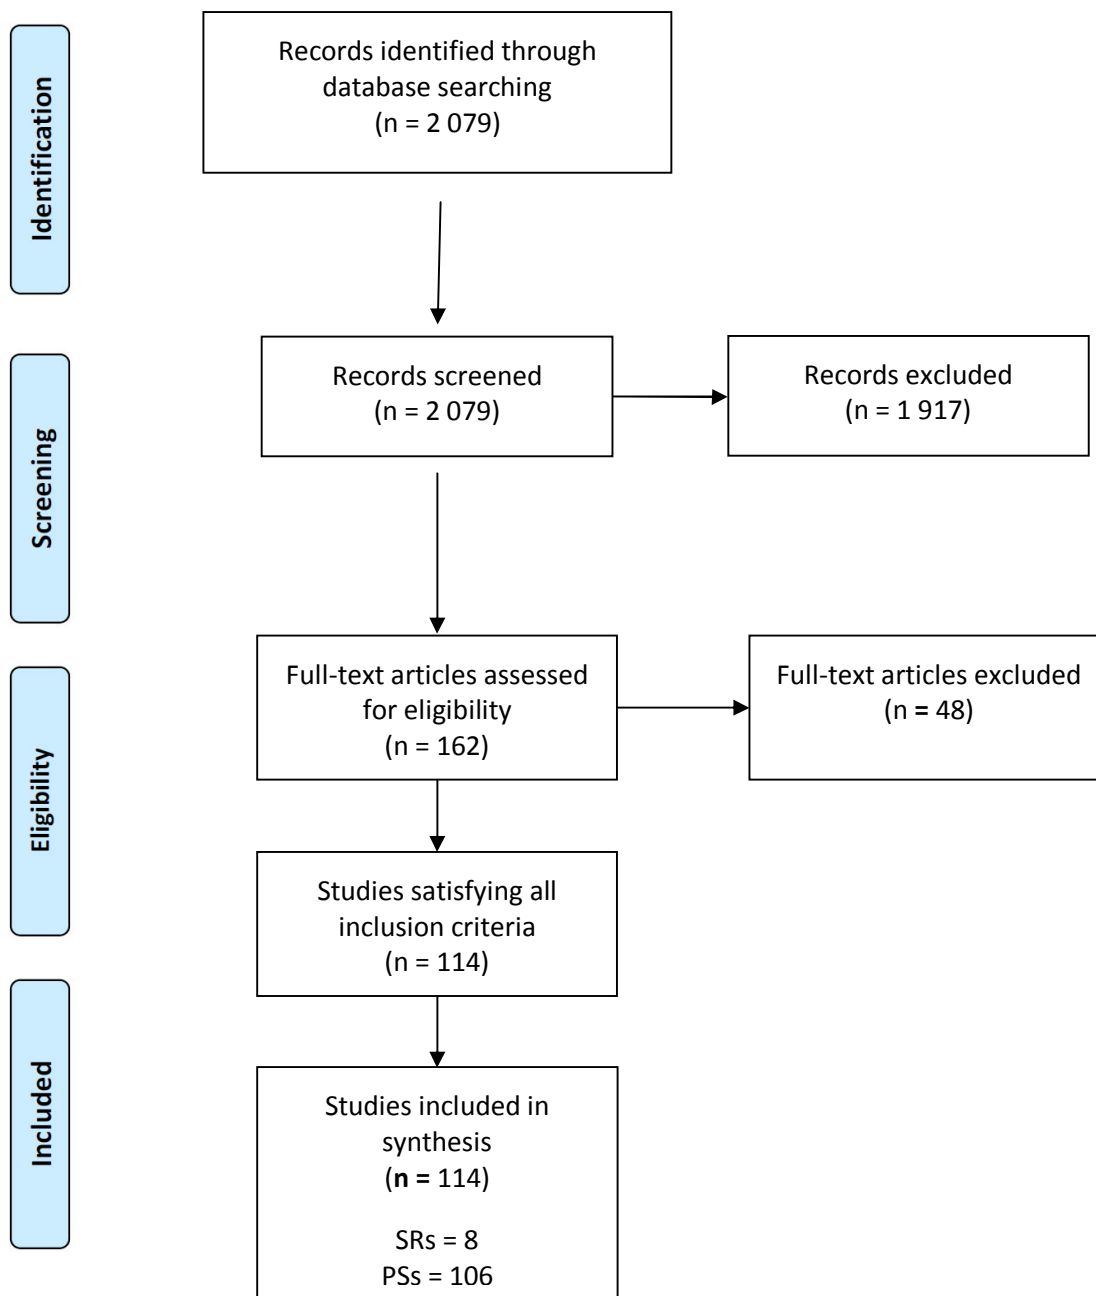 Identification
Records identified through
database searching
(n = 2 079)
Screening
Records screened
(n = 2 079)
Records excluded
(n = 1 917)
Eligibility
Full-text articles assessed
for eligibility
(n = 162)
Full-text articles excluded
(n = 48)
Studies satisfying all
inclusion criteria
(n = 114)
Included
Studies included in
synthesis
(n = 114)
SRs = 8
PSs = 106